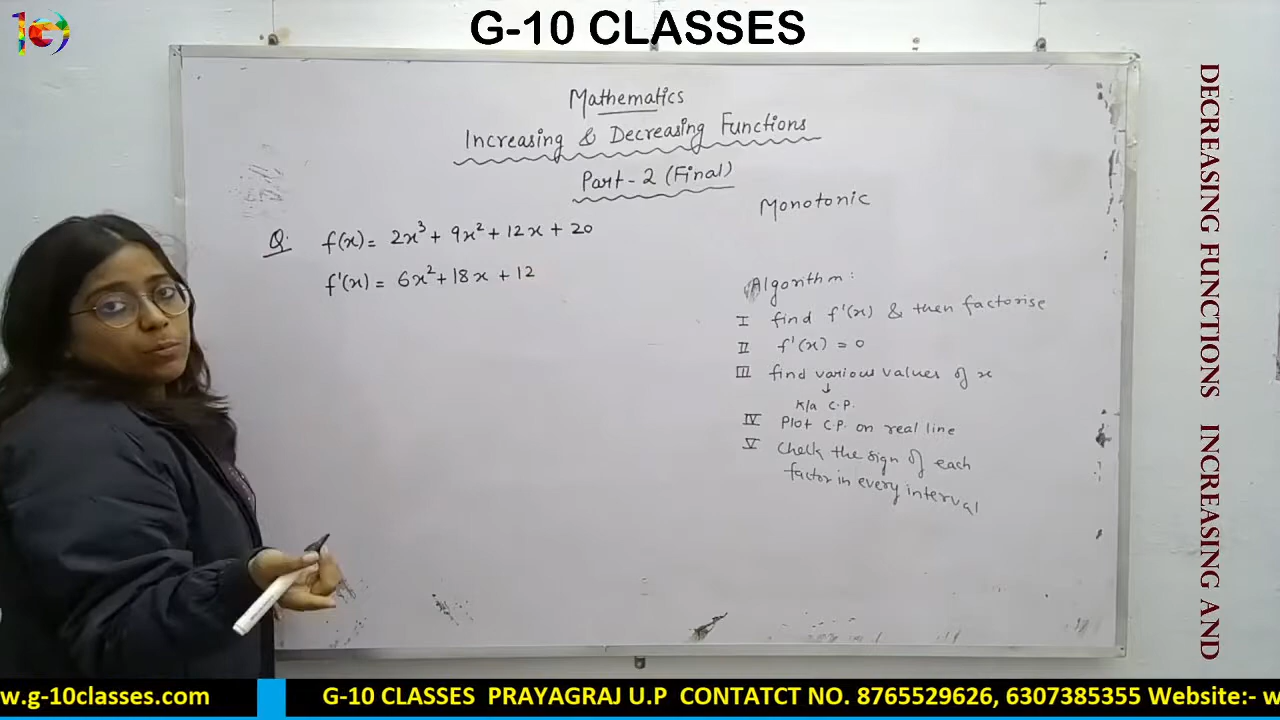 G-10 CLASSES
Mathematics
Increasing & Decreasing Functions
Part-2 (Final)
Monotonic
Q. f(x) = 2x³ + 9x² + 12x + 20
f'(x) = 6x² + 18x + 12
Algorithm:
I find f'(x) & then factorise
II f'(x) = 0
III find various values of x
↓
k/a C.P.
IV Plot C.P. on real line
V Check the sign of each
factor in every interval
DECREASING FUNCTIONS INCREASING AND
w.g-10classes.com G-10 CLASSES PRAYAGRAJ U.P CONTATCT NO. 8765529626, 6307385355 Website:- w